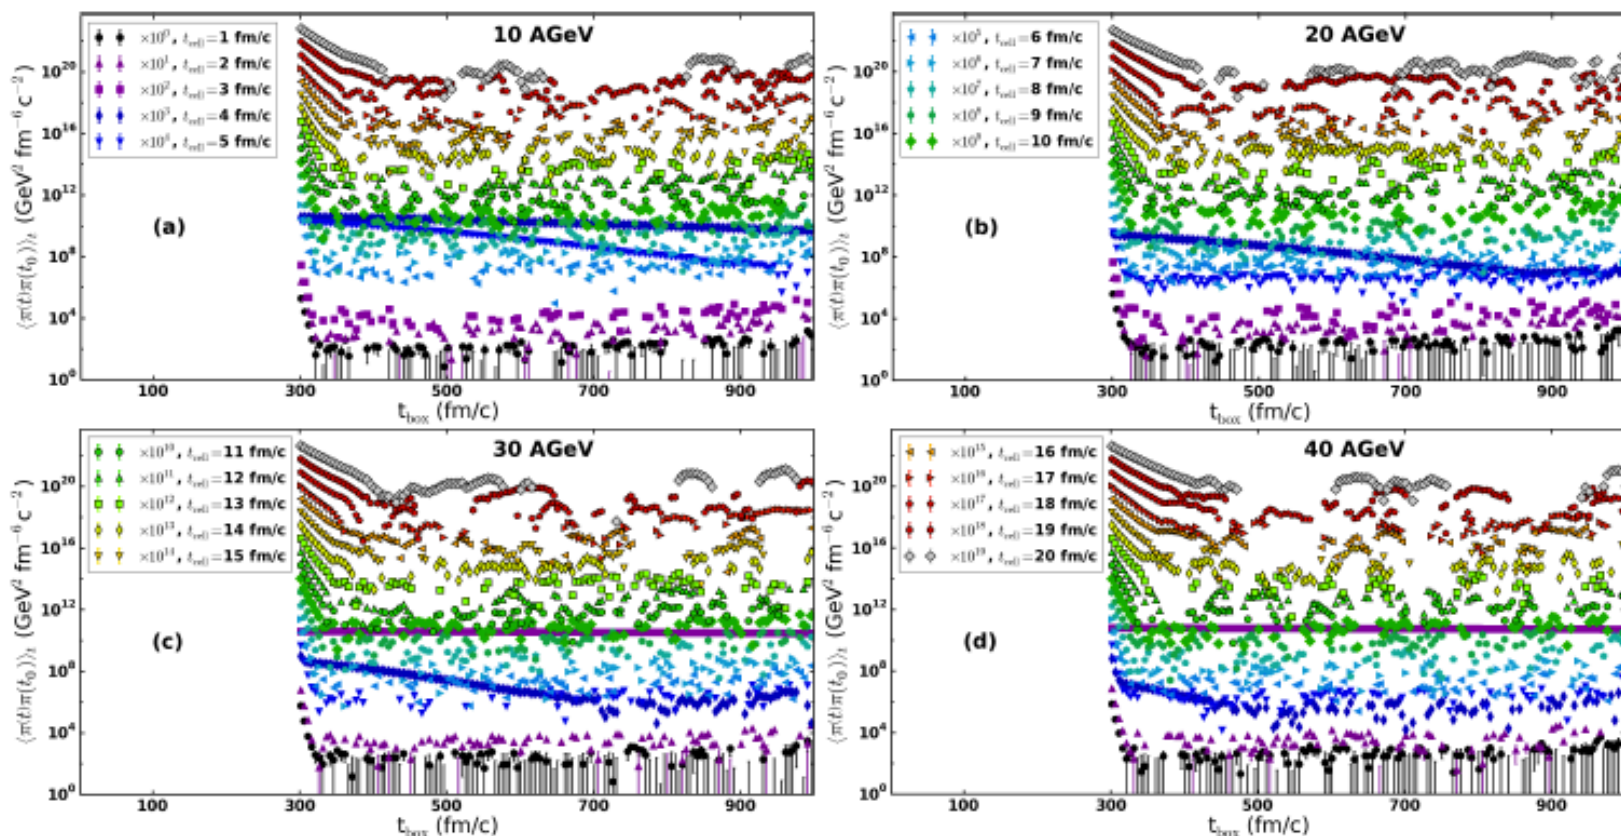 10 AGeV
×10⁰, t_cell = 1 fm/c
×10¹, t_cell = 2 fm/c
×10², t_cell = 3 fm/c
×10³, t_cell = 4 fm/c
×10⁴, t_cell = 5 fm/c
(a)
⟨π(t)π(t₀)⟩_t (GeV² fm⁻⁶ c⁻²)
10²⁰
10¹⁶
10¹²
10⁸
10⁴
10⁰
100 300 500 700 900
t_box (fm/c)
20 AGeV
×10⁵, t_cell = 6 fm/c
t_cell = 7 fm/c
×10⁷, t_cell = 8 fm/c
t_cell = 9 fm/c
t_cell = 10 fm/c
(b)
⟨π(t)π(t₀)⟩_t (GeV² fm⁻⁶ c⁻²)
10²⁰
10¹⁶
10¹²
10⁸
10⁴
10⁰
100 300 500 700 900
t_box (fm/c)
30 AGeV
×10¹⁰, t_cell = 11 fm/c
×10¹¹, t_cell = 12 fm/c
×10¹², t_cell = 13 fm/c
×10¹³, t_cell = 14 fm/c
×10¹⁴, t_cell = 15 fm/c
(c)
⟨π(t)π(t₀)⟩_t (GeV² fm⁻⁶ c⁻²)
10²⁰
10¹⁶
10¹²
10⁸
10⁴
10⁰
100 300 500 700 900
t_box (fm/c)
40 AGeV
×10¹⁵, t_cell = 16 fm/c
×10¹⁶, t_cell = 17 fm/c
×10¹⁷, t_cell = 18 fm/c
×10¹⁸, t_cell = 19 fm/c
×10¹⁹, t_cell = 20 fm/c
(d)
⟨π(t)π(t₀)⟩_t (GeV² fm⁻⁶ c⁻²)
10²⁰
10¹⁶
10¹²
10⁸
10⁴
10⁰
100 300 500 700 900
t_box (fm/c)